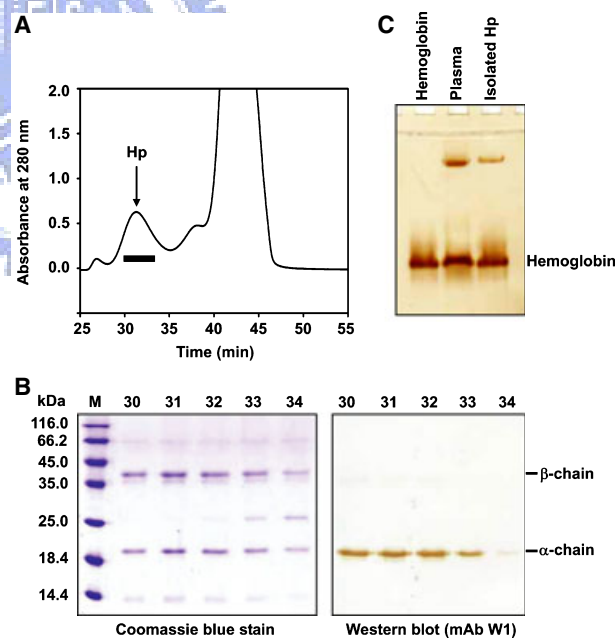 A
Absorbance at 280 nm
2.0
1.5
1.0
0.5
0.0
Hp
25 30 35 40 45 50 55
Time (min)
C
Hemoglobin
Plasma
Isolated Hp
Hemoglobin
B
kDa M 30 31 32 33 34 30 31 32 33 34
116.0
66.2
45.0
35.0
25.0
18.4
14.4
β-chain
α-chain
Coomassie blue stain
Western blot (mAb W1)